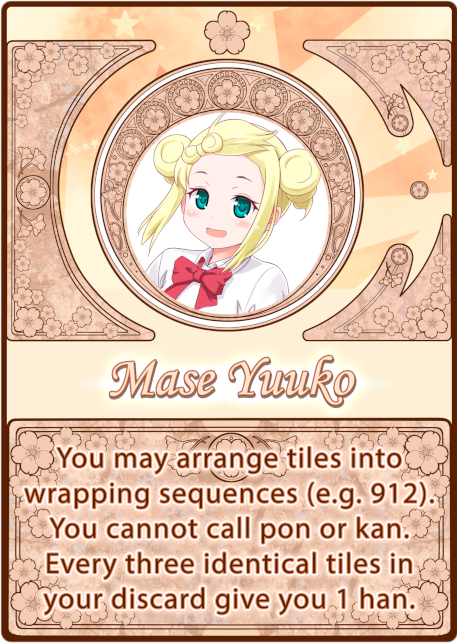 Mase Yuuko
You may arrange tiles into
wrapping sequences (e.g. 912).
You cannot call pon or kan.
Every three identical tiles in
your discard give you 1 han.